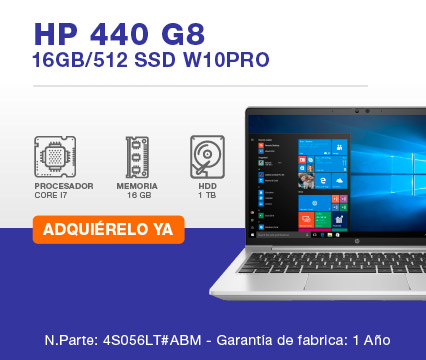 HP 440 G8
16GB/512 SSD W10PRO
PROCESADOR
CORE I7
MEMORIA
16 GB
HDD
1 TB
ADQUIÉRELO YA
N.Parte: 4S056LT#ABM - Garantía de fabrica: 1 Año